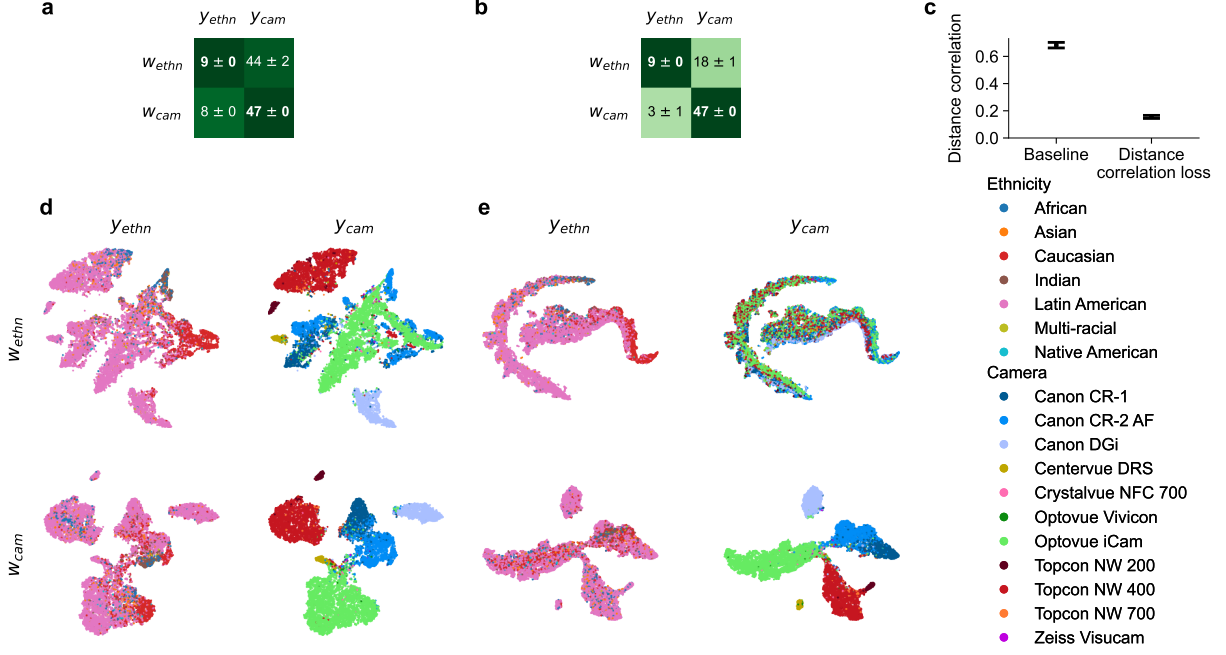 a
y_ethn y_cam
w_ethn 9 ± 0 44 ± 2
w_cam 8 ± 0 47 ± 0
b
y_ethn y_cam
w_ethn 9 ± 0 18 ± 1
w_cam 3 ± 1 47 ± 0
c
Distance correlation
0.6
0.4
0.2
0.0
Baseline
Distance
correlation loss
d
y_ethn y_cam
w_ethn
w_cam
e
y_ethn y_cam
Ethnicity
African
Asian
Caucasian
Indian
Latin American
Multi-racial
Native American
Camera
Canon CR-1
Canon CR-2 AF
Canon DGi
Centervue DRS
Crystalvue NFC 700
Optovue Vivicon
Optovue iCam
Topcon NW 200
Topcon NW 400
Topcon NW 700
Zeiss Visucam